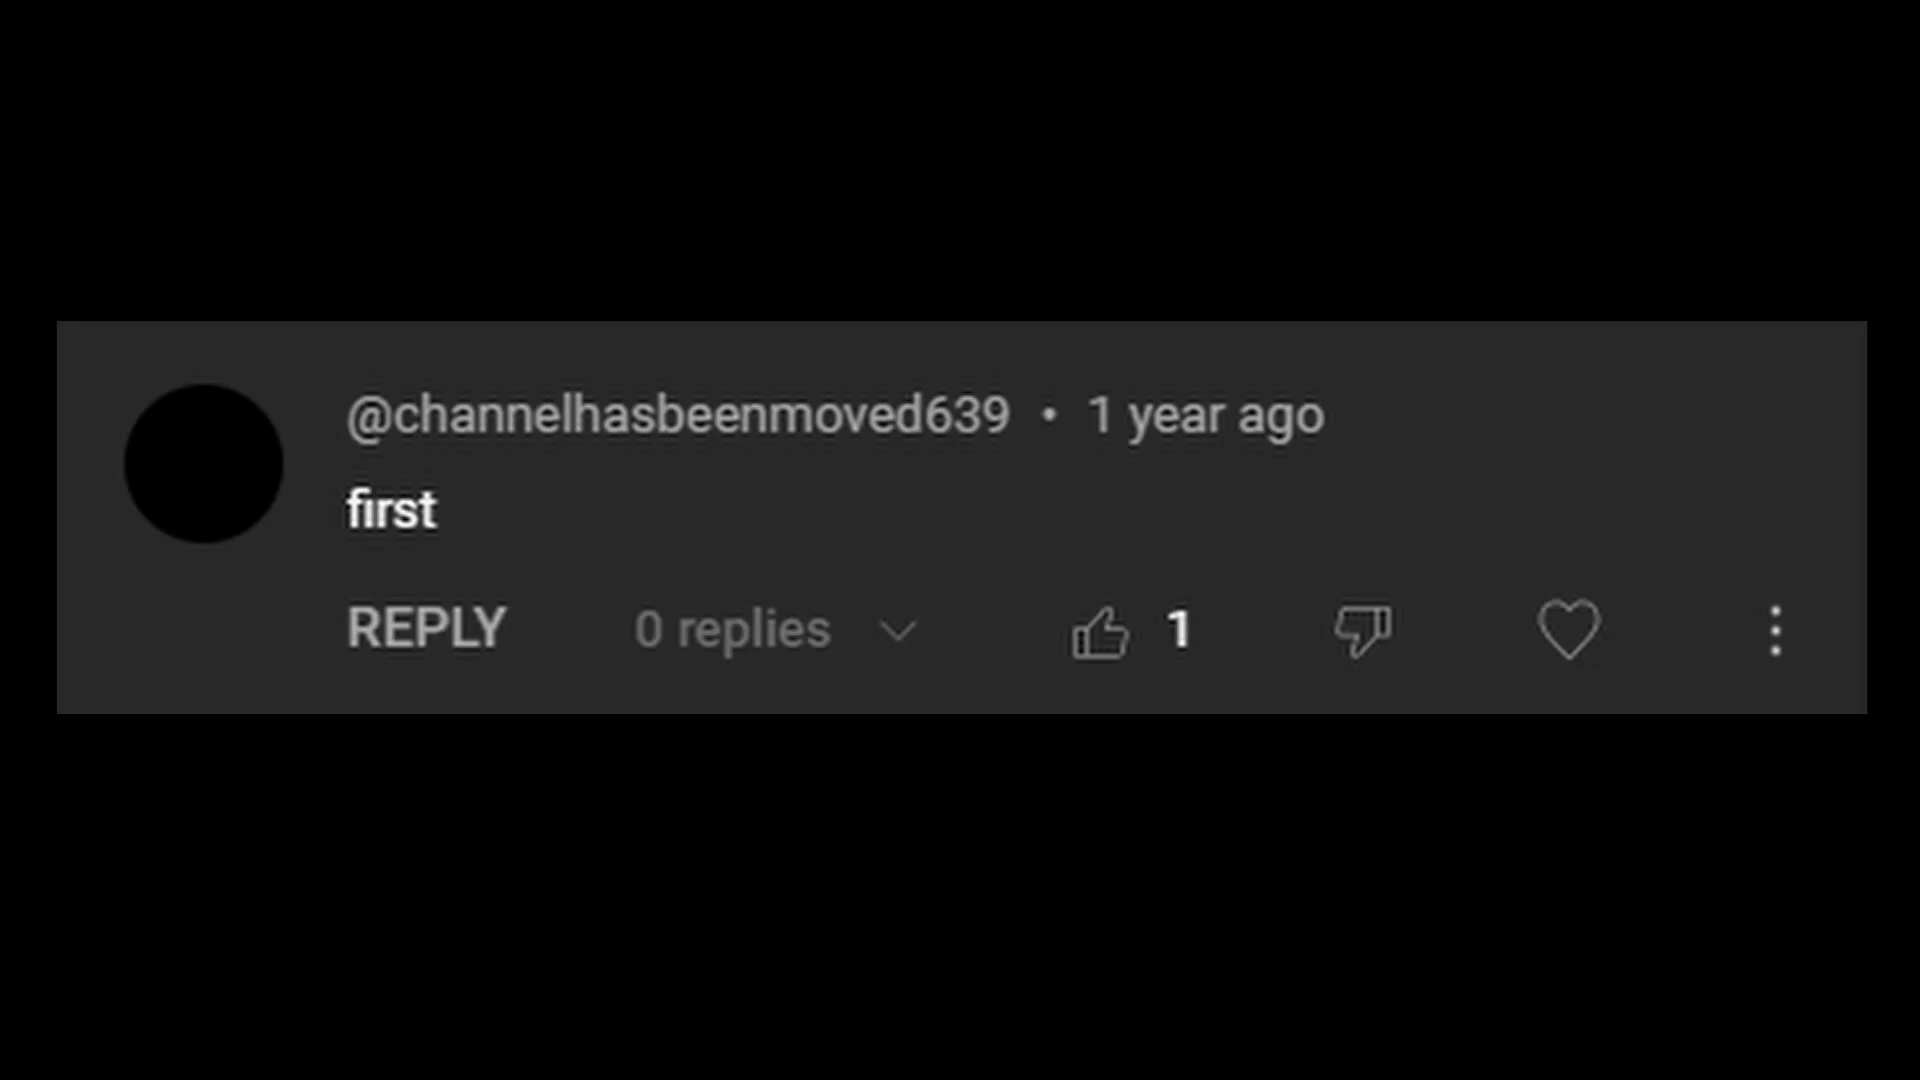 @channelhasbeenmoved639 • 1 year ago
first
REPLY 0 replies 1